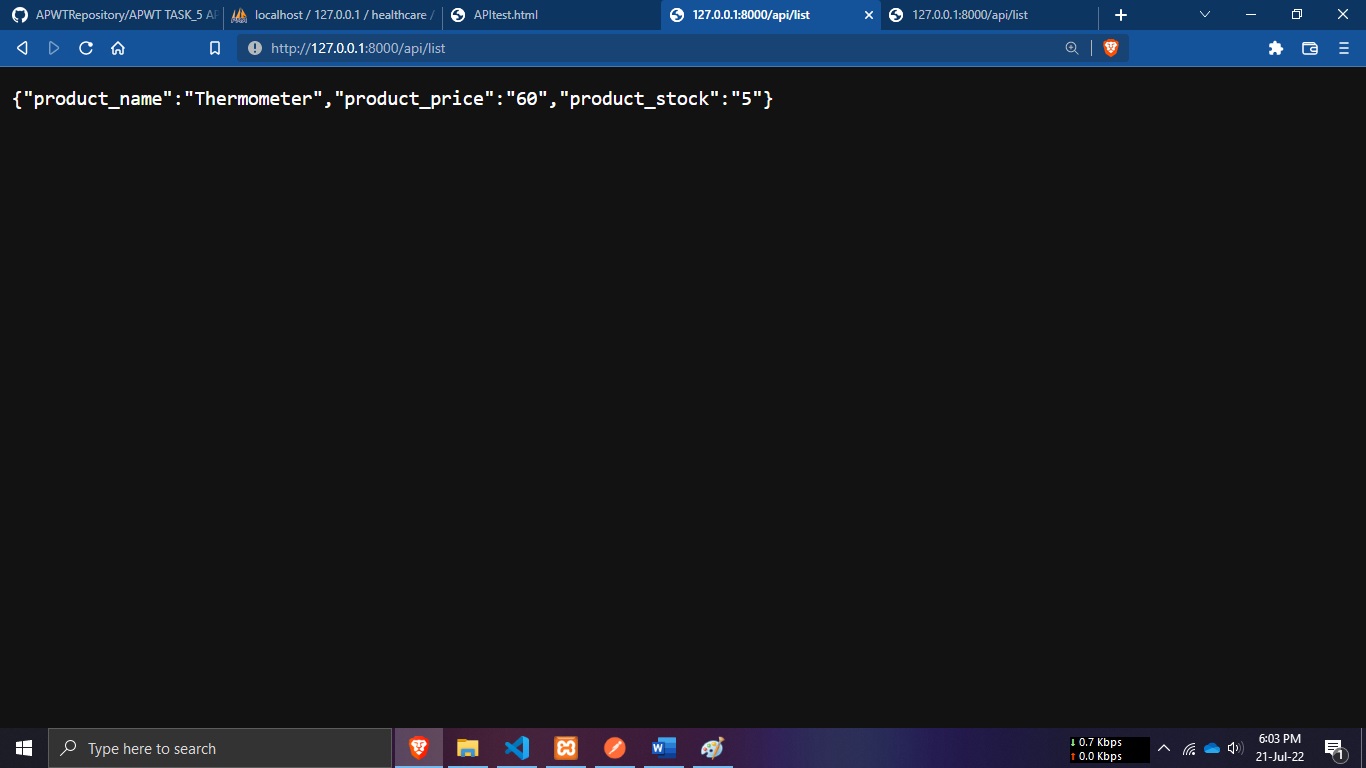 APWTRepository/APWT TASK_5 AP
localhost / 127.0.0.1 / healthcare /
APItest.html
127.0.0.1:8000/api/list
127.0.0.1:8000/api/list
http://127.0.0.1:8000/api/list
{"product_name":"Thermometer","product_price":"60","product_stock":"5"}
Type here to search
0.7 Kbps
0.0 Kbps
6:03 PM
21-Jul-22
1